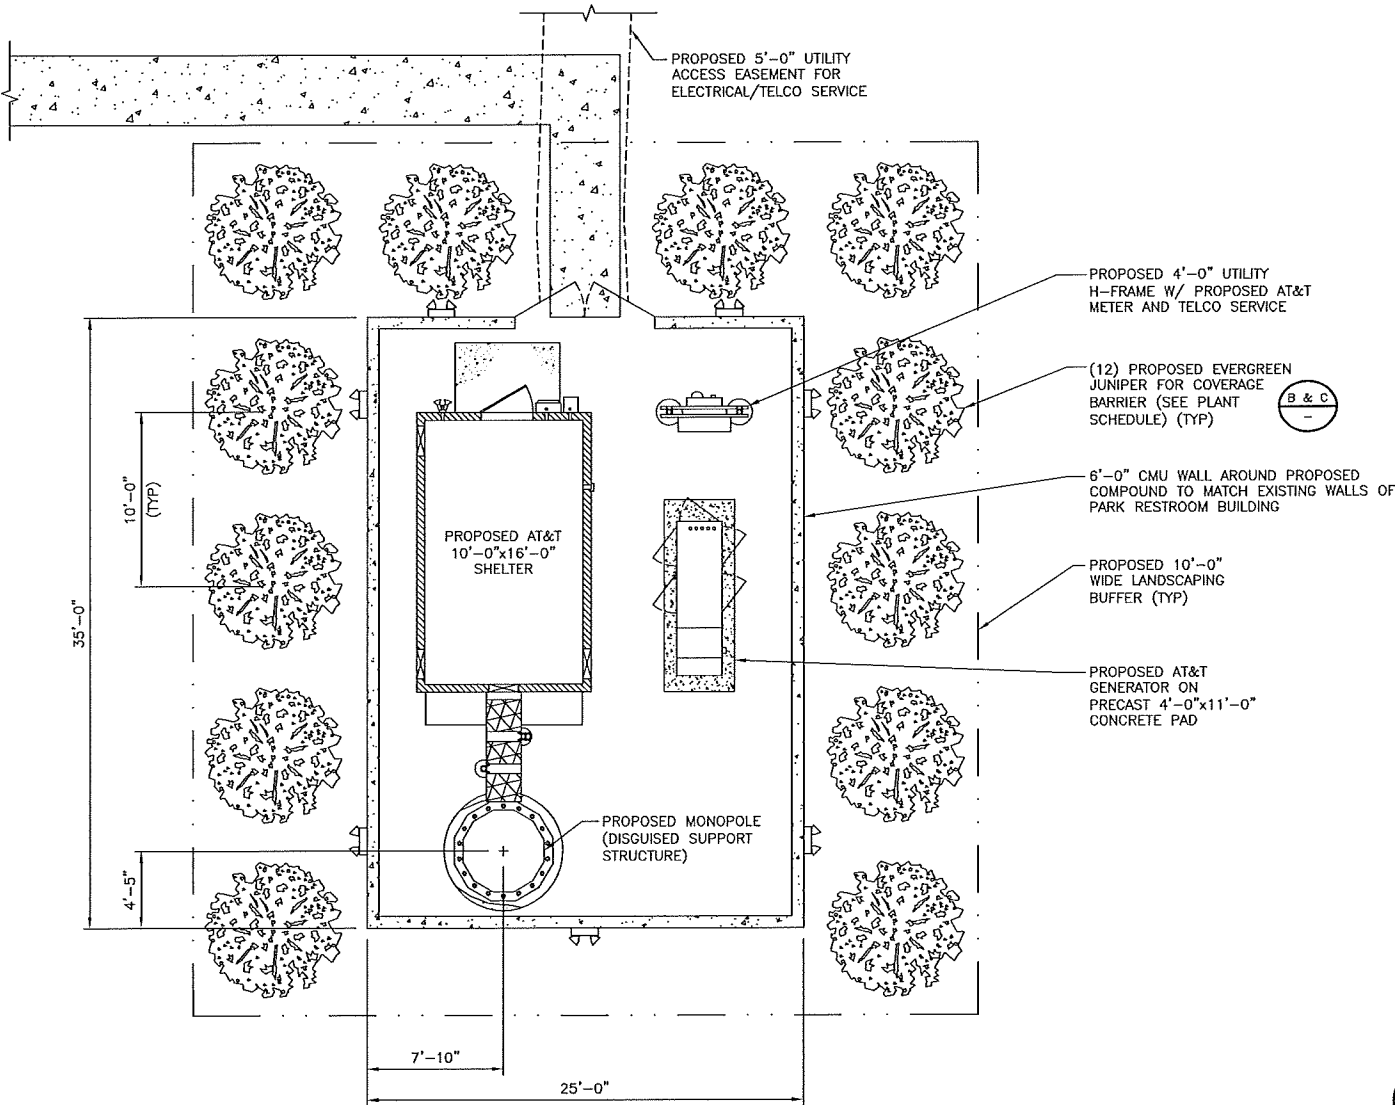 PROPOSED 5'-0" UTILITY
ACCESS EASEMENT FOR
ELECTRICAL/TELCO SERVICE
PROPOSED 4'-0" UTILITY
H-FRAME W/ PROPOSED AT&T
METER AND TELCO SERVICE
(12) PROPOSED EVERGREEN
JUNIPER FOR COVERAGE
BARRIER (SEE PLANT
SCHEDULE) (TYP)
B & C
-
6'-0" CMU WALL AROUND PROPOSED
COMPOUND TO MATCH EXISTING WALLS OF
PARK RESTROOM BUILDING
PROPOSED 10'-0"
WIDE LANDSCAPING
BUFFER (TYP)
PROPOSED AT&T
GENERATOR ON
PRECAST 4'-0"x11'-0"
CONCRETE PAD
PROPOSED AT&T
10'-0"x16'-0"
SHELTER
PROPOSED MONOPOLE
(DISGUISED SUPPORT
STRUCTURE)
10'-0"
(TYP)
35'-0"
4'-5"
7'-10"
25'-0"